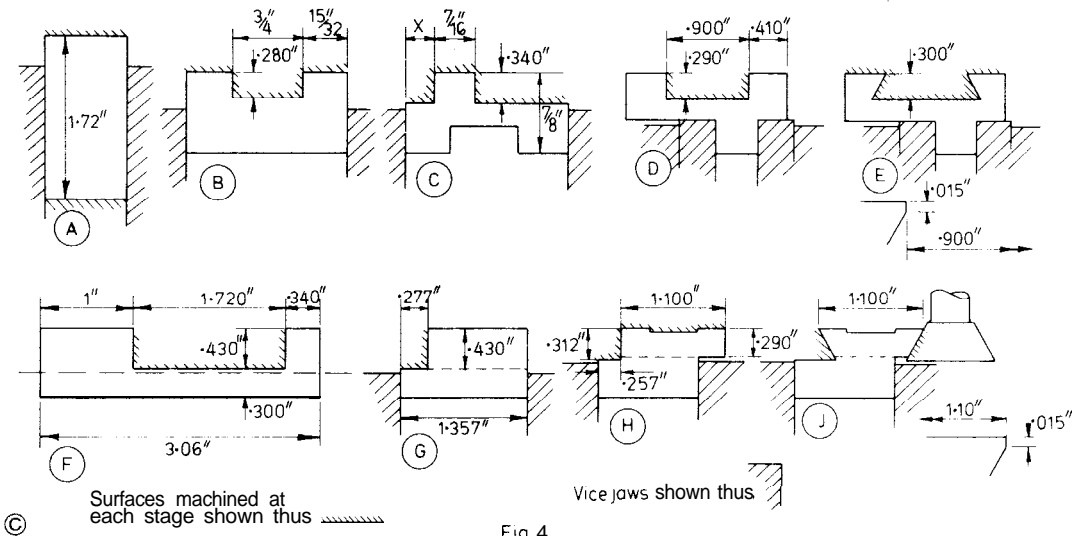 1·72"
A
3/4"
15/32"
·280"
B
X
7/16"
·340"
7/8"
C
·900"
·410"
·290"
D
·300"
E
·015"
·900"
1"
1·720"
·340"
·430"
·300"
3·06"
F
·277"
·430"
1·357"
G
1·100"
·312"
·290"
·257"
H
1·100"
J
1·10"
·015"
Surfaces machined at
each stage shown thus
Vice jaws shown thus
©
Fig 4